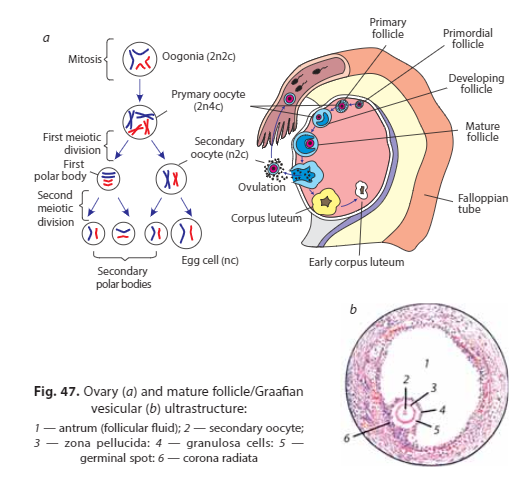 a
Mitosis
Oogonia (2n2c)
Prymary oocyte
(2n4c)
First meiotic
division
First
polar body
Secondary
oocyte (n2c)
Second
meiotic
division
Egg cell (nc)
Secondary
polar bodies
Primary
follicle
Primordial
follicle
Developing
follicle
Mature
follicle
Ovulation
Corpus luteum
Falloppian
tube
Early corpus luteum
b
1
2
3
4
5
6
Fig. 47. Ovary (a) and mature follicle/Graafian
vesicular (b) ultrastructure:
1 — antrum (follicular fluid); 2 — secondary oocyte;
3 — zona pellucida: 4 — granulosa cells: 5 —
germinal spot: 6 — corona radiata